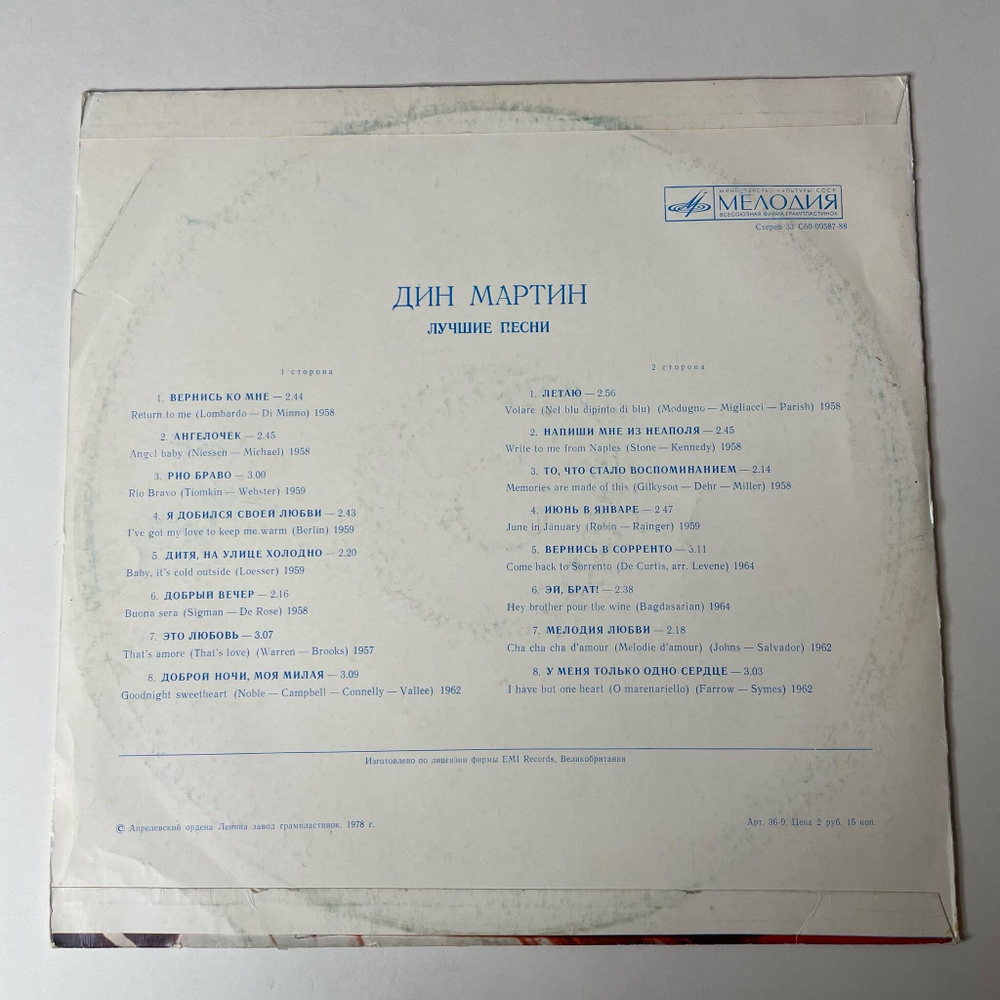 МИНИСТЕРСТВО КУЛЬТУРЫ СССР
МЕЛОДИЯ
ВСЕСОЮЗНАЯ ФИРМА ГРАМПЛАСТИНОК
Стерео 33 С60-09587-88
ДИН МАРТИН
ЛУЧШИЕ ПЕСНИ
1 сторона
1. ВЕРНИСЬ КО МНЕ — 2.44
Return to me (Lombardo — Di Minno) 1958
2. АНГЕЛОЧЕК — 2.45
Angel baby (Niessen — Michael) 1958
3. РИО БРАВО — 3.00
Rio Bravo (Tiomkin — Webster) 1959
4. Я ДОБИЛСЯ СВОЕЙ ЛЮБВИ — 2.43
I've got my love to keep me warm (Berlin) 1959
5. ДИТЯ, НА УЛИЦЕ ХОЛОДНО — 2.20
Baby, it's cold outside (Loesser) 1959
6. ДОБРЫЙ ВЕЧЕР — 2.16
Buona sera (Sigman — De Rose) 1958
7. ЭТО ЛЮБОВЬ — 3.07
That's amore (That's love) (Warren — Brooks) 1957
8. ДОБРОЙ НОЧИ, МОЯ МИЛАЯ — 3.09
Goodnight sweetheart (Noble — Campbell — Connelly — Vallee) 1962
2 сторона
1. ЛЕТАЮ — 2.56
Volare (Nel blu dipinto di blu) (Modugno — Migliacci — Parish) 1958
2. НАПИШИ МНЕ ИЗ НЕАПОЛЯ — 2.45
Write to me from Naples (Stone — Kennedy) 1958
3. ТО, ЧТО СТАЛО ВОСПОМИНАНИЕМ — 2.14
Memories are made of this (Gilkyson — Dehr — Miller) 1958
4. ИЮНЬ В ЯНВАРЕ — 2 47
June in January (Robin — Rainger) 1959
5. ВЕРНИСЬ В СОРРЕНТО — 3.11
Come back to Sorrento (De Curtis, arr. Levene) 1964
6. ЭЙ, БРАТ! — 2.38
Hey brother pour the wine (Bagdasarian) 1964
7. МЕЛОДИЯ ЛЮБВИ — 2.18
Cha cha cha d'amour (Melodie d'amour) (Johns — Salvador) 1962
8. У МЕНЯ ТОЛЬКО ОДНО СЕРДЦЕ — 3.03
I have but one heart (O marenariello) (Farrow — Symes) 1962
Изготовлено по лицензии фирмы EMI Records, Великобритания
© Апрелевский ордена Ленина завод грампластинок. 1978 г.
Арт. 36-9. Цена 2 руб. 15 коп.